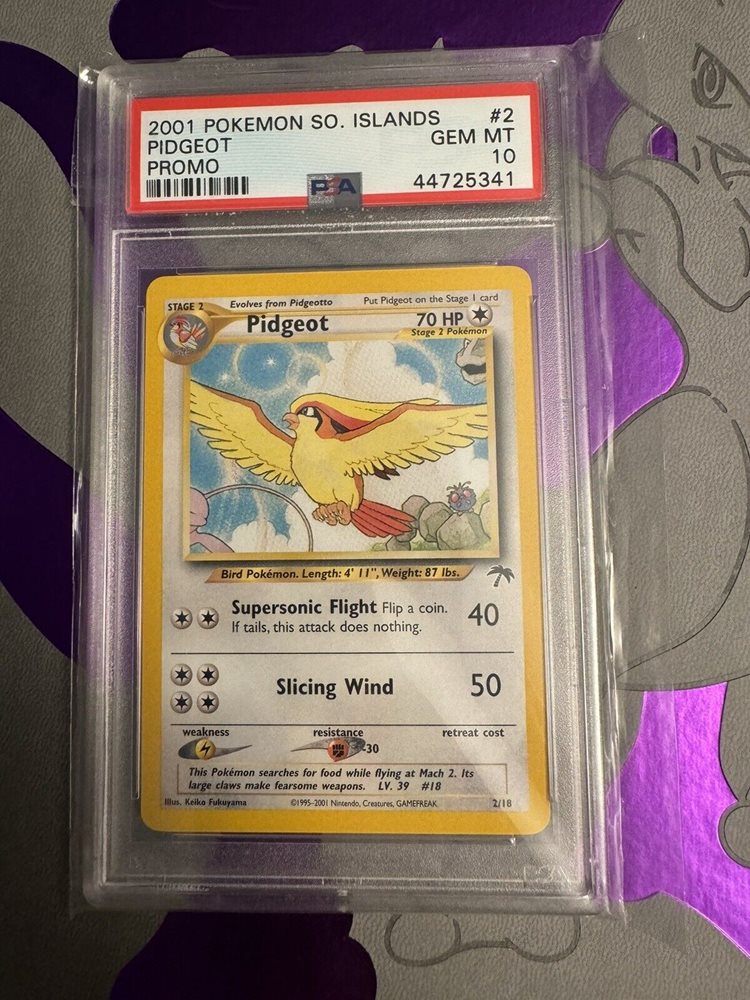 2001 POKEMON SO. ISLANDS #2
PIDGEOT GEM MT
PROMO 10
PSA 44725341
STAGE 2 Evolves from Pidgeotto Put Pidgeot on the Stage 1 card
Pidgeot 70 HP
Stage 2 Pokémon
Bird Pokémon. Length: 4' 11", Weight: 87 lbs.
Supersonic Flight Flip a coin. 40
If tails, this attack does nothing.
Slicing Wind 50
weakness resistance retreat cost
-30
This Pokémon searches for food while flying at Mach 2. Its
large claws make fearsome weapons. LV. 39 #18
Illus. Keiko Fukuyama ©1995-2001 Nintendo, Creatures, GAMEFREAK. 2/18
PSA